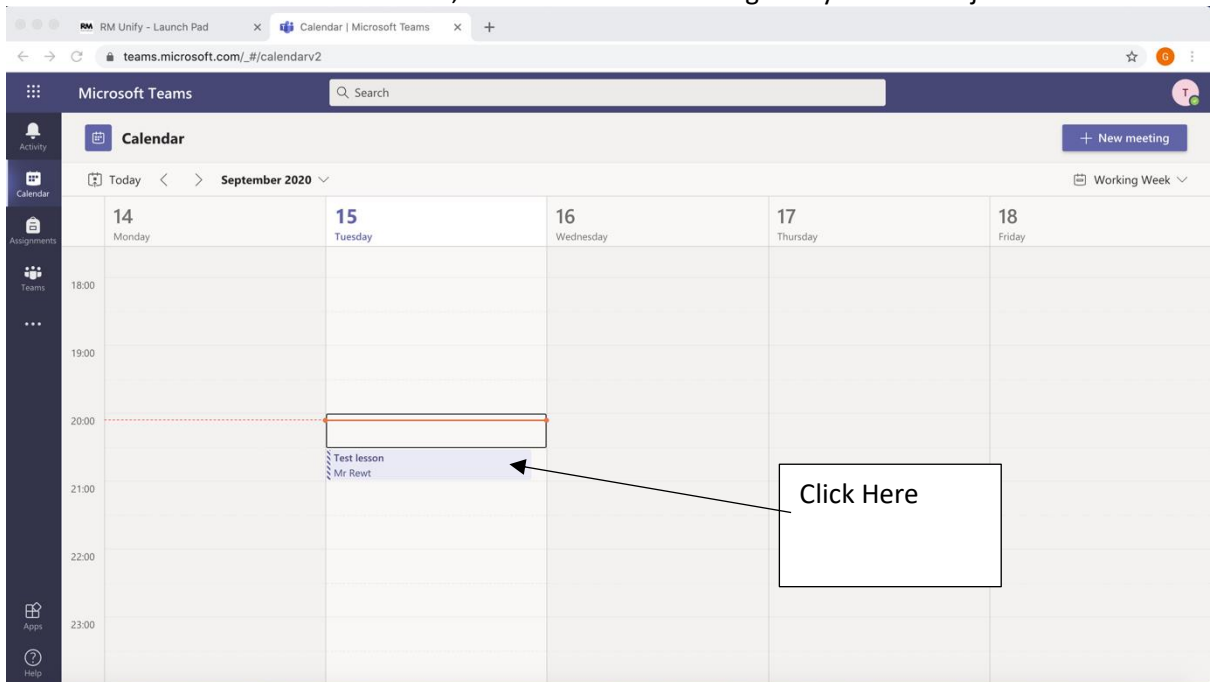 RM RM Unify - Launch Pad × Calendar | Microsoft Teams × +
teams.microsoft.com/_#/calendarv2 G
Microsoft Teams Search T
Activity
Calendar + New meeting
Calendar
Today < > September 2020 Working Week
Assignments
14 15 16 17 18
Monday Tuesday Wednesday Thursday Friday
Teams
18:00
...
19:00
20:00
Test lesson
Mr Rewt
21:00
Click Here
22:00
Apps
23:00
Help